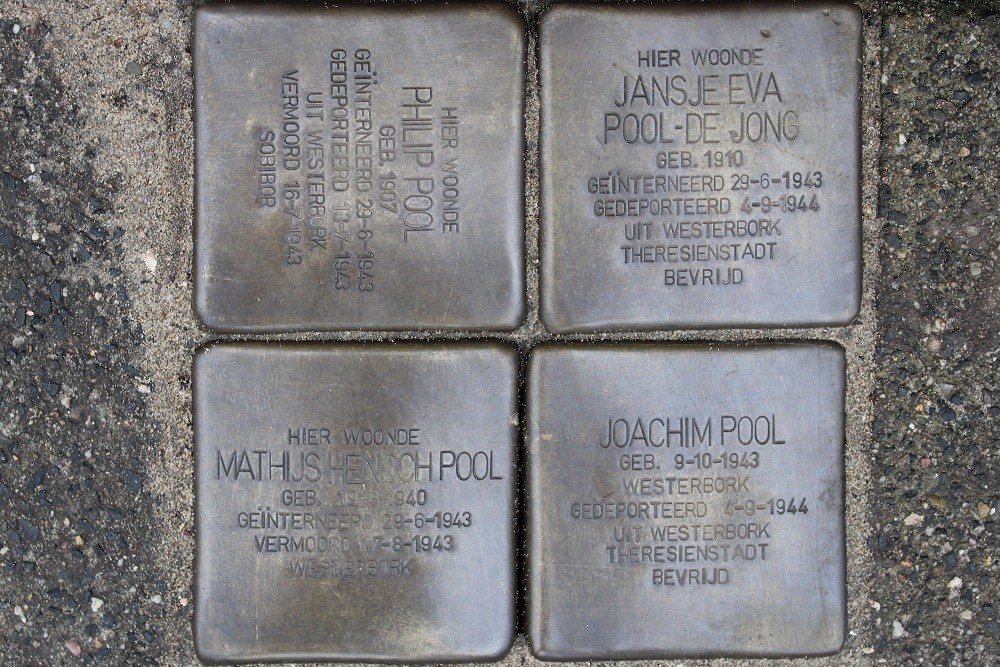 HIER WOONDE
PHILIP POOL
GEB. 1907
GEÏNTERNEERD 29-6-1943
GEDEPORTEERD 13-7-1943
UIT WESTERBORK
VERMOORD 16-7-1943
SOBIBOR
HIER WOONDE
JANSJE EVA
POOL-DE JONG
GEB. 1910
GEÏNTERNEERD 29-6-1943
GEDEPORTEERD 4-9-1944
UIT WESTERBORK
THERESIENSTADT
BEVRIJD
HIER WOONDE
MATHIJS HENOCH POOL
GEB. 1940
GEÏNTERNEERD 29-6-1943
VERMOORD 17-8-1943
WESTERBORK
JOACHIM POOL
GEB. 9-10-1943
WESTERBORK
GEDEPORTEERD 4-9-1944
UIT WESTERBORK
THERESIENSTADT
BEVRIJD